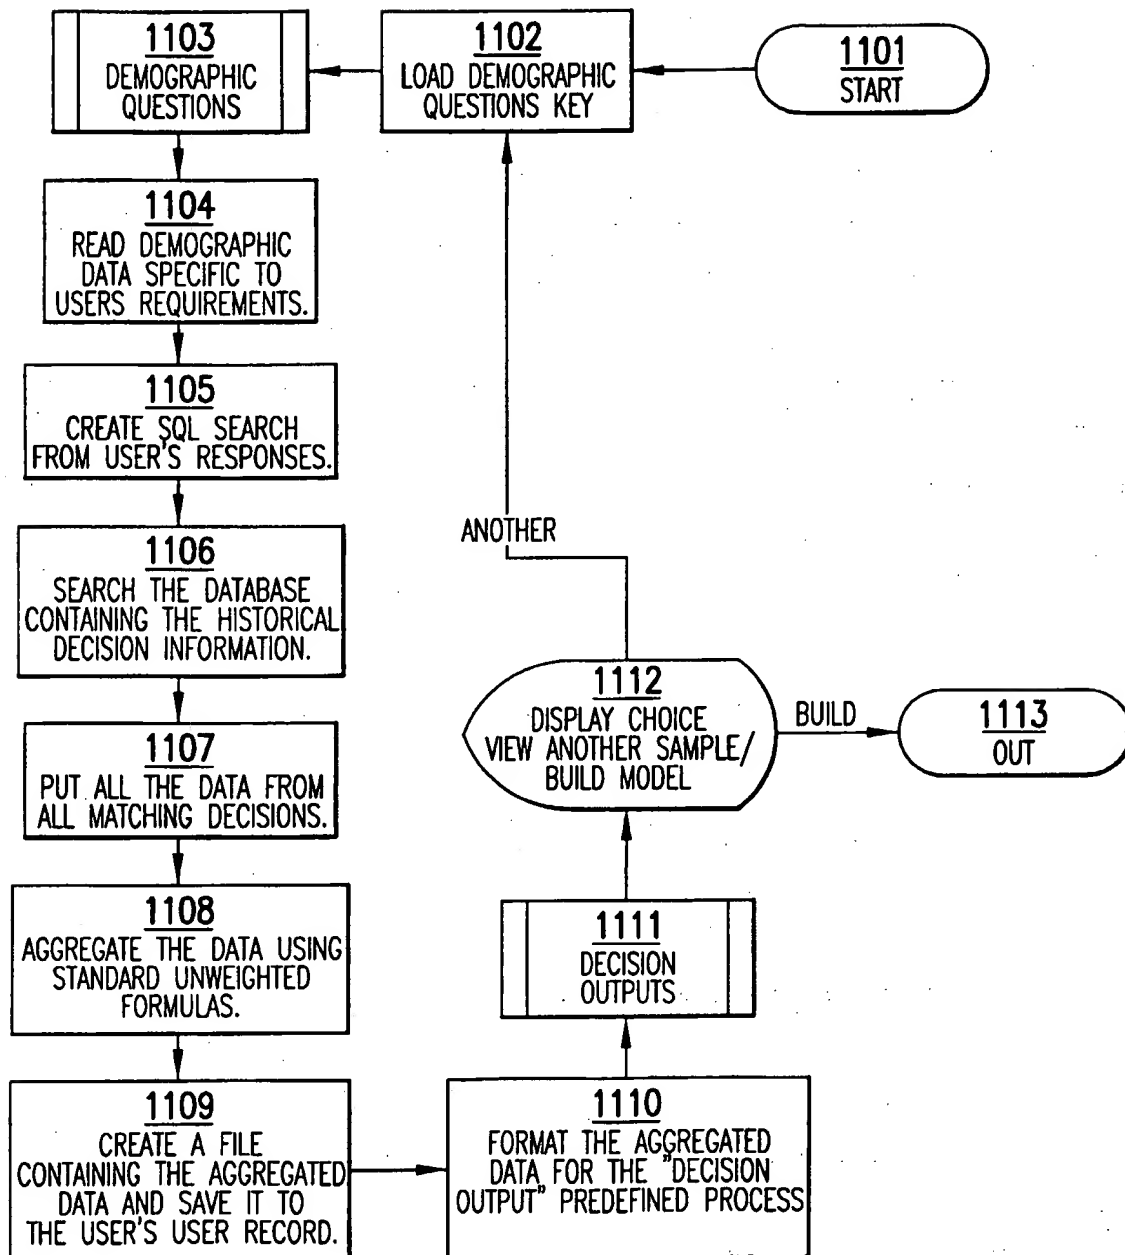 1101
START
1102
LOAD DEMOGRAPHIC
QUESTIONS KEY
1103
DEMOGRAPHIC
QUESTIONS
1104
READ DEMOGRAPHIC
DATA SPECIFIC TO
USERS REQUIREMENTS.
1105
CREATE SQL SEARCH
FROM USER'S RESPONSES.
1106
SEARCH THE DATABASE
CONTAINING THE HISTORICAL
DECISION INFORMATION.
1107
PUT ALL THE DATA FROM
ALL MATCHING DECISIONS.
1108
AGGREGATE THE DATA USING
STANDARD UNWEIGHTED
FORMULAS.
1109
CREATE A FILE
CONTAINING THE AGGREGATED
DATA AND SAVE IT TO
THE USER'S USER RECORD.
1110
FORMAT THE AGGREGATED
DATA FOR THE "DECISION
OUTPUT" PREDEFINED PROCESS
1111
DECISION
OUTPUTS
1112
DISPLAY CHOICE
VIEW ANOTHER SAMPLE/
BUILD MODEL
ANOTHER
BUILD
1113
OUT